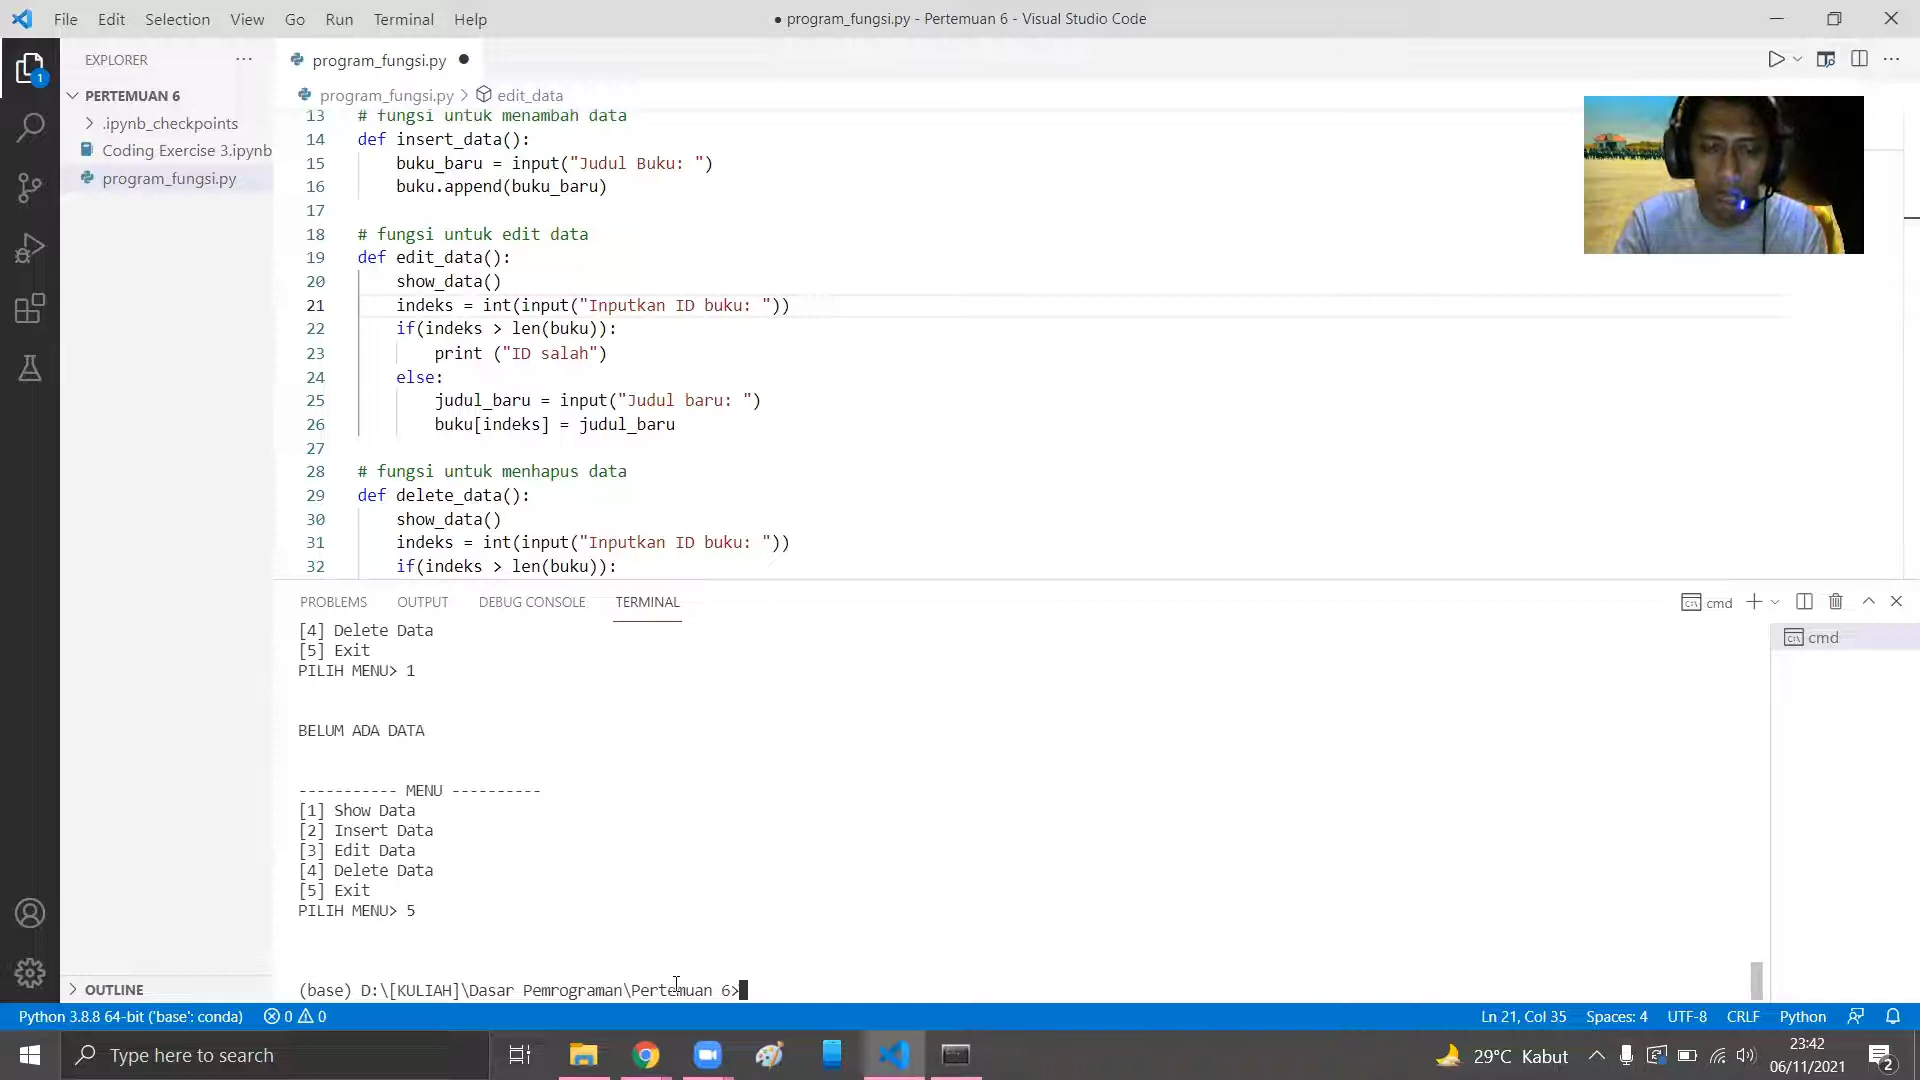 File Edit Selection View Go Run Terminal Help
● program_fungsi.py - Pertemuan 6 - Visual Studio Code
EXPLORER ···
1
PERTEMUAN 6
.ipynb_checkpoints
Coding Exercise 3.ipynb
program_fungsi.py
OUTLINE
program_fungsi.py ●
program_fungsi.py > edit_data
13 # fungsi untuk menambah data
14 def insert_data():
15 buku_baru = input("Judul Buku: ")
16 buku.append(buku_baru)
17
18 # fungsi untuk edit data
19 def edit_data():
20 show_data()
21 indeks = int(input("Inputkan ID buku: "))
22 if(indeks > len(buku)):
23 print ("ID salah")
24 else:
25 judul_baru = input("Judul baru: ")
26 buku[indeks] = judul_baru
27
28 # fungsi untuk menhapus data
29 def delete_data():
30 show_data()
31 indeks = int(input("Inputkan ID buku: "))
32 if(indeks > len(buku)):
PROBLEMS OUTPUT DEBUG CONSOLE TERMINAL
cmd
cmd
[4] Delete Data
[5] Exit
PILIH MENU> 1
BELUM ADA DATA
----------- MENU ----------
[1] Show Data
[2] Insert Data
[3] Edit Data
[4] Delete Data
[5] Exit
PILIH MENU> 5
(base) D:\[KULIAH]\Dasar Pemrograman\Pertemuan 6>
Python 3.8.8 64-bit ('base': conda) 0 0
Ln 21, Col 35 Spaces: 4 UTF-8 CRLF Python
Type here to search
29°C Kabut
23:42
06/11/2021
2